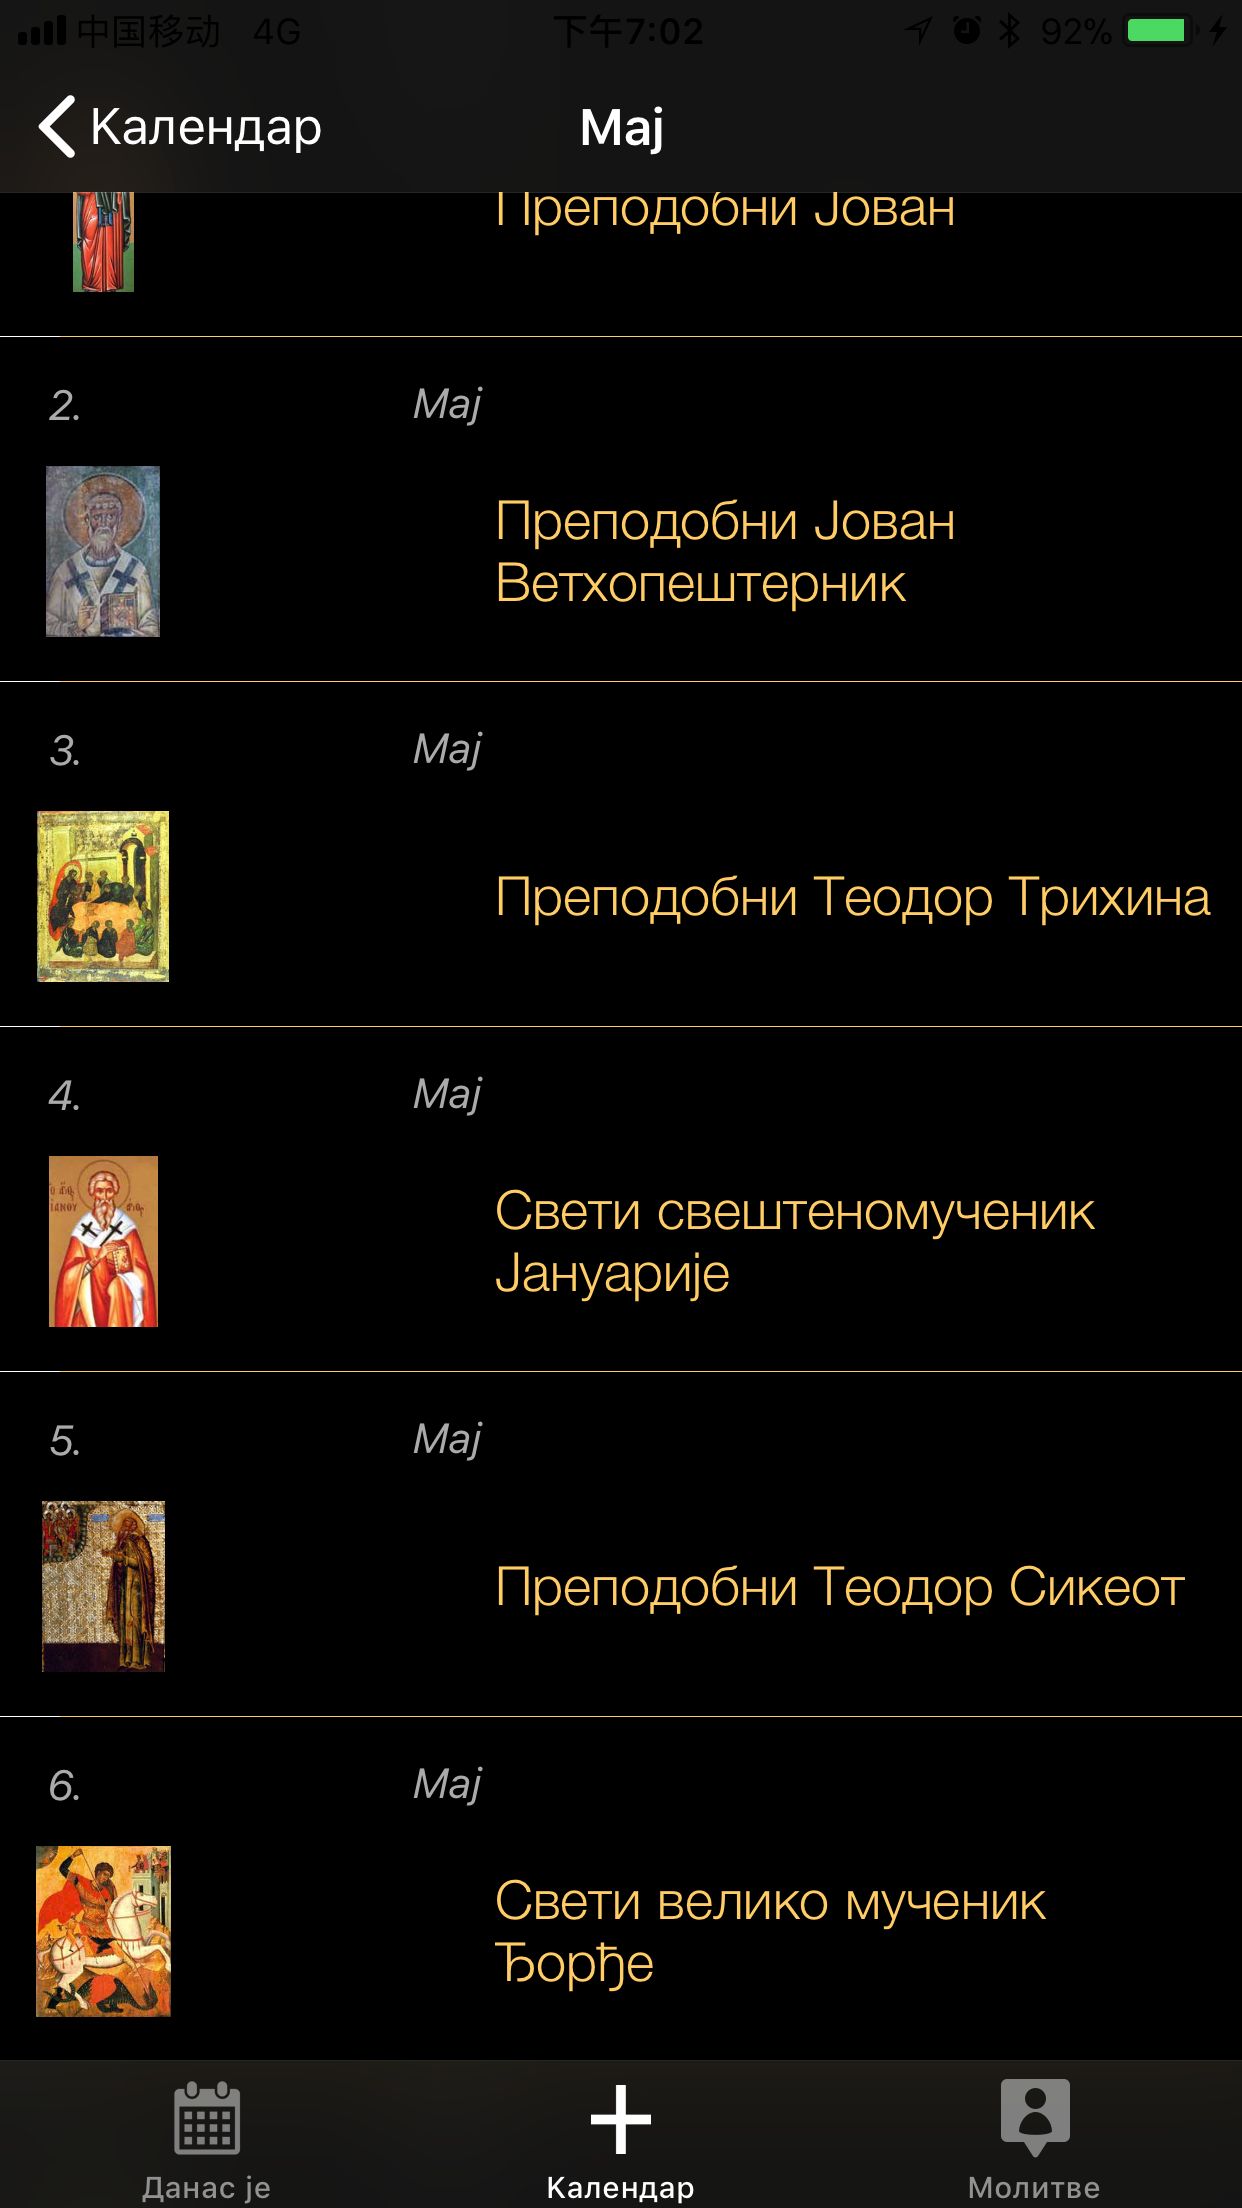 中国移动 4G 下午7:02 92%
Календар Мај
Преподобни Јован
2. Мај
Преподобни Јован
Ветхопештерник
3. Мај
Преподобни Теодор Трихина
4. Мај
Свети свештеномученик
Јануарије
5. Мај
Преподобни Теодор Сикеот
6. Мај
Свети велико мученик
Ђорђе
Данас је Календар Молитве